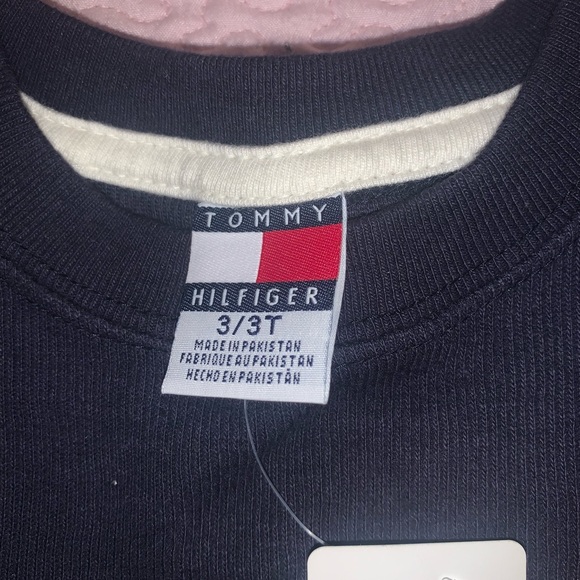 TOMMY
HILFIGER
3/3T
MADE IN PAKISTAN
FABRIQUE AU PAKISTAN
HECHO EN PAKISTÁN